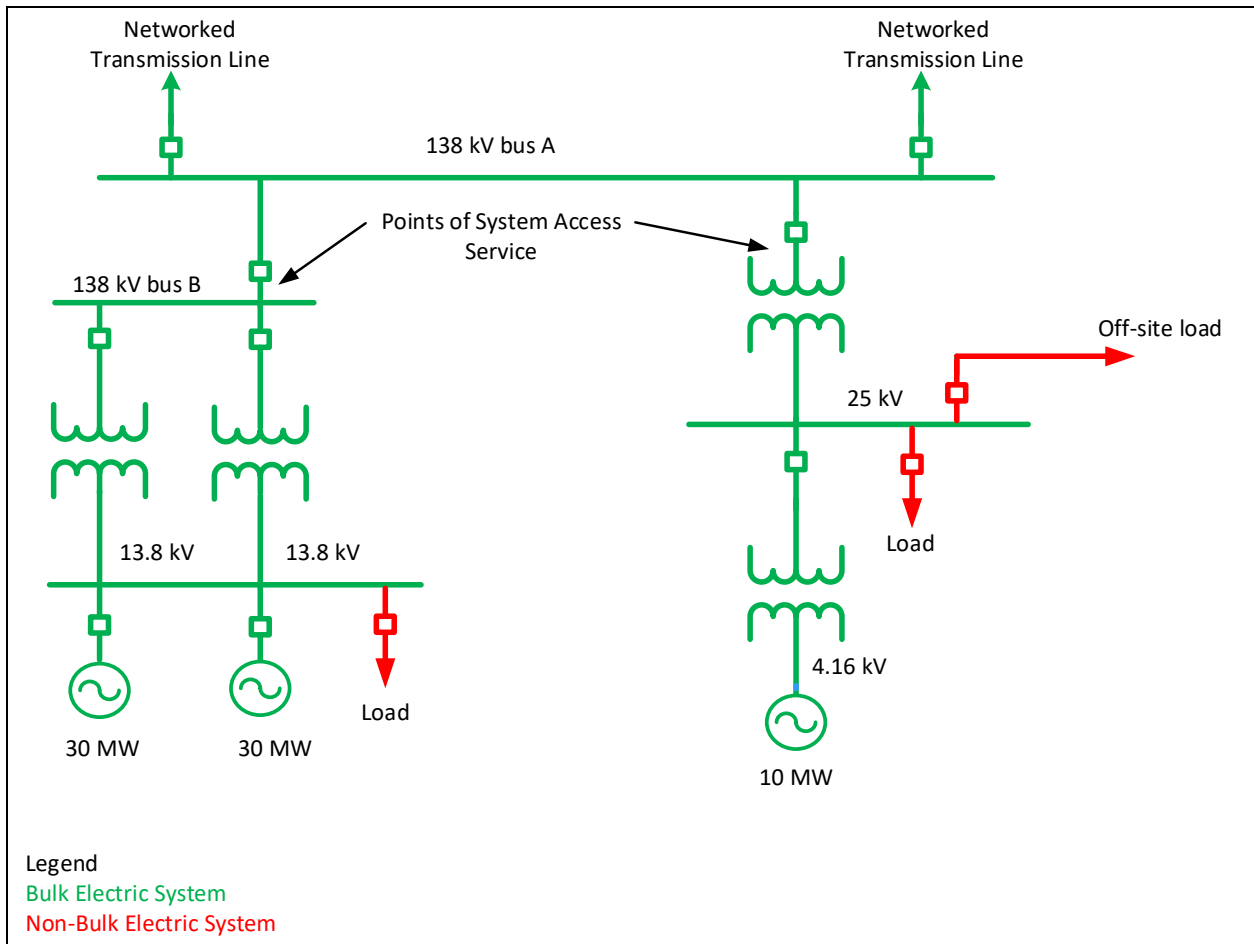 Networked
Transmission Line
Networked
Transmission Line
138 kV bus A
Points of System Access
Service
138 kV bus B
Off-site load
25 kV
13.8 kV
13.8 kV
Load
4.16 kV
Load
30 MW
30 MW
10 MW
Legend
Bulk Electric System
Non-Bulk Electric System